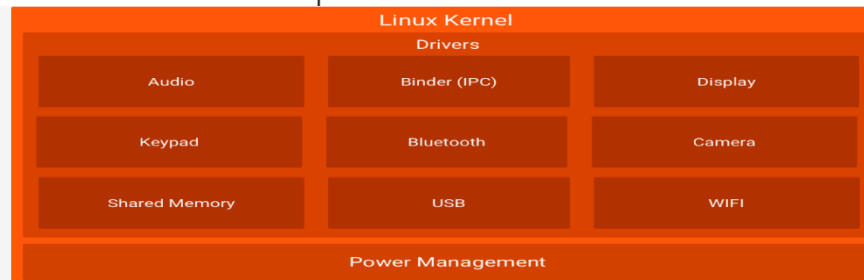 Linux Kernel
Drivers
Audio
Binder (IPC)
Display
Keypad
Bluetooth
Camera
Shared Memory
USB
WIFI
Power Management